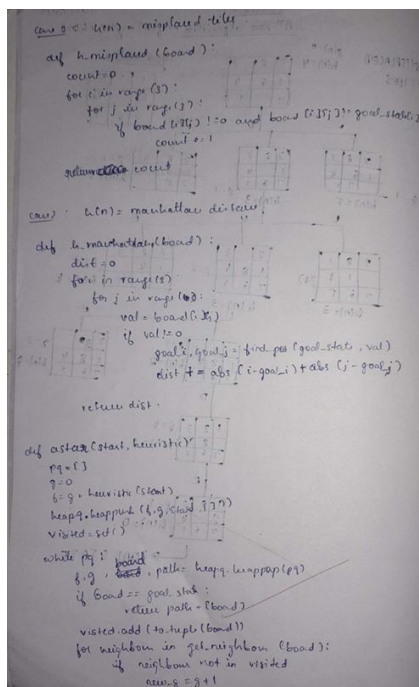 h(n) = misplaced tiles
def h_misplaced (board) :
count = 0
for i in range(3) :
for j in range(3) :
if board[i][j] != 0 and board [i][j] != goal_state[i]
count += 1
return count
h(n) = manhattan distance
def h_manhattan(board) :
dist = 0
for i in range(3)
for j in range( ):
val = board[i][j]
if val != 0
goal_i, goal_j = find_pos (goal_state, val)
dist += abs (i - goal_i) + abs (j - goal_j)
return dist.
def astar(start, heuristic)
pq = [ ]
g = 0
f = g + heuristic (start)
heapq.heappush (f, g, start, [ ])
visited = set ( )
while pq : board
f, g , , path = heapq.heappop(pq)
if board == goal_state :
return path + [board]
visited.add (to_tuple (board))
for neighbour in get_neighbour (board):
if neighbour not in visited
new_g = g + 1